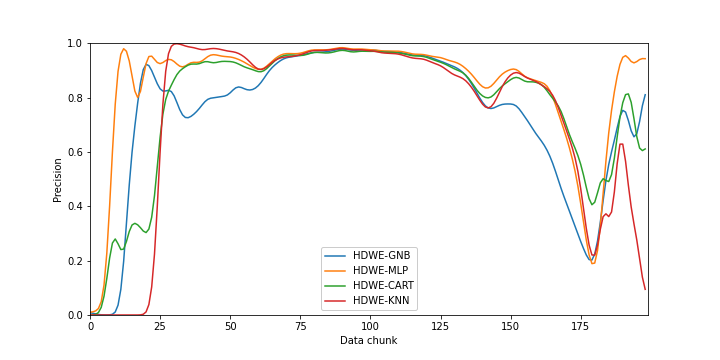 1.0
0.8
0.6
0.4
0.2
0.0
Precision
HDWE-GNB
HDWE-MLP
HDWE-CART
HDWE-KNN
0 25 50 75 100 125 150 175
Data chunk